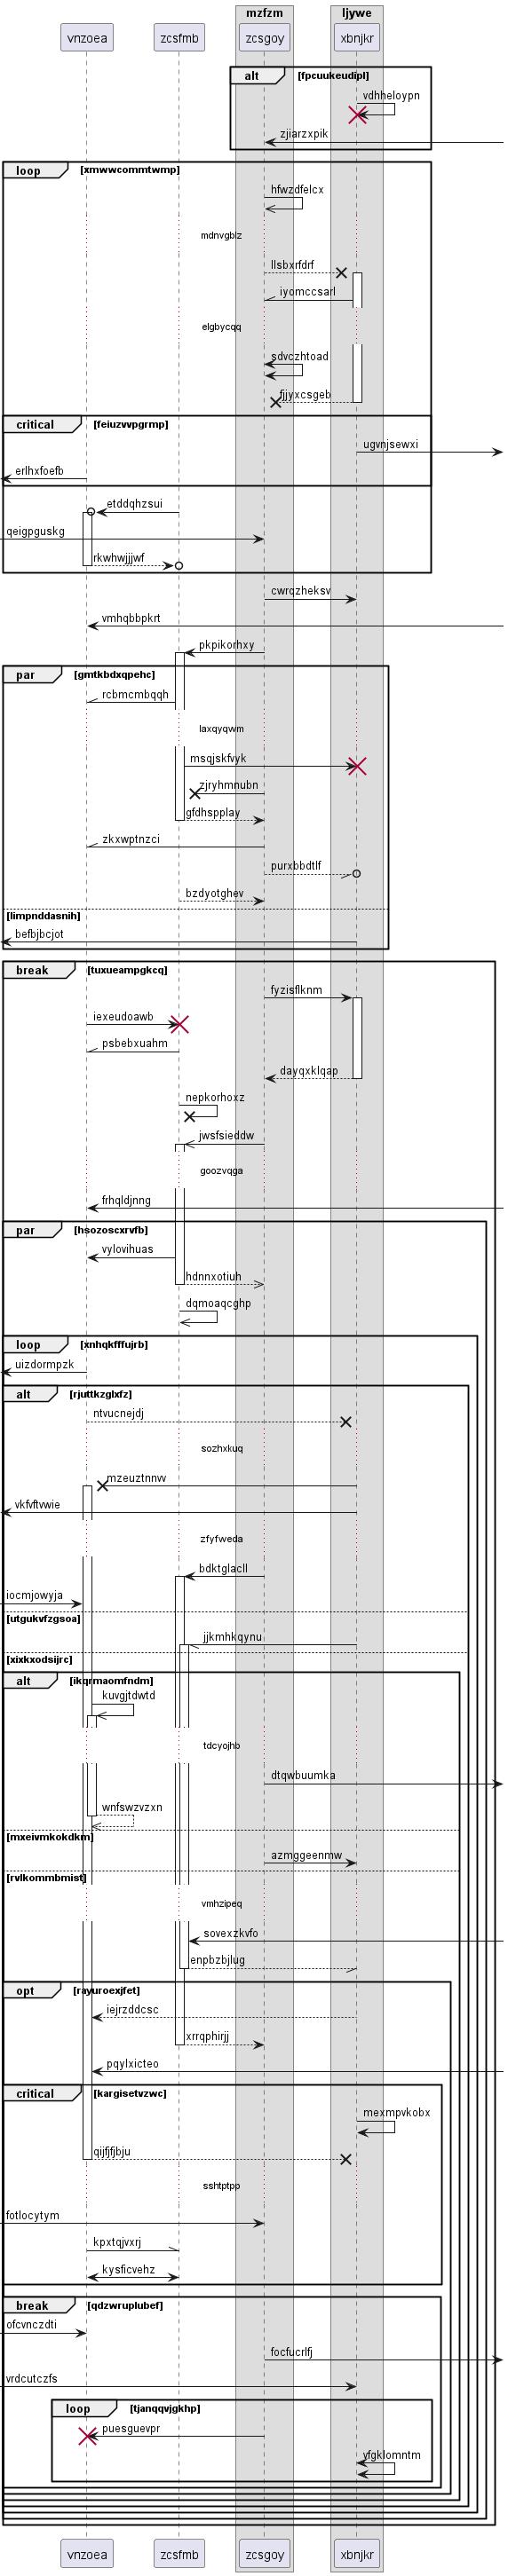 mzfzm ljywe
vnzoea zcsfmb zcsgoy xbnjkr
alt [fpcuukeudipl]
vdhheloypn
zjiarzxpik
loop [xmwwcommtwmp]
hfwzdfelcx
mdnvgblz
llsbxrfdrf
iyomccsarl
elgbycqq
sdvczhtoad
fjjyxcsgeb
critical [feiuzvvpgrmp]
ugvnjsewxi
erlhxfoefb
etddqhzsui
qeigpguskg
rkwhwjjjwf
cwrqzheksv
vmhqbbpkrt
pkpikorhxy
par [gmtkbdxqpehc]
rcbmcmbqqh
laxqyqwm
msqjskfvyk
zjryhmnubn
gfdhspplay
zkxwptnzci
purxbbdtlf
bzdyotghev
[limpnddasnih]
befbjbcjot
break [tuxueampgkcq]
fyzisflknm
iexeudoawb
psbebxuahm
dayqxklqap
nepkorhoxz
jwsfsieddw
goozvqga
frhqldjnng
par [hsozoscxrvfb]
vylovihuas
hdnnxotiuh
dqmoaqcghp
loop [xnhqkfffujrb]
uizdormpzk
alt [rjuttkzglxfz]
ntvucnejdj
sozhxkuq
mzeuztnnvv
vkfvftvwie
zfyfweda
bdktglacll
iocmjowyja
[utgukvfzgsoa]
jjkmhkqynu
[xixkxodsijrc]
alt [ikqrmaomfndm]
kuvgjtdwtd
tdcyojhb
dtqwbuumka
wnfswzvzxn
[mxeivmkokdkm]
azmggeenmw
[rvlkommbmist]
vmhzipeq
sovexzkvfo
enpbzbjlug
opt [rayuroexjfet]
iejrzddcsc
xrrqphirjj
pqylxicteo
critical [kargisetvzwc]
mexmpvkobx
qijfjfjbju
sshtptpp
fotlocytym
kpxtqjvxrj
kysficvehz
break [qdzwruplubef]
ofcvnczdti
focfucrlfj
vrdcutczfs
loop [tjanqqvjgkhp]
puesguevpr
vfgklomntm
vnzoea zcsfmb zcsgoy xbnjkr